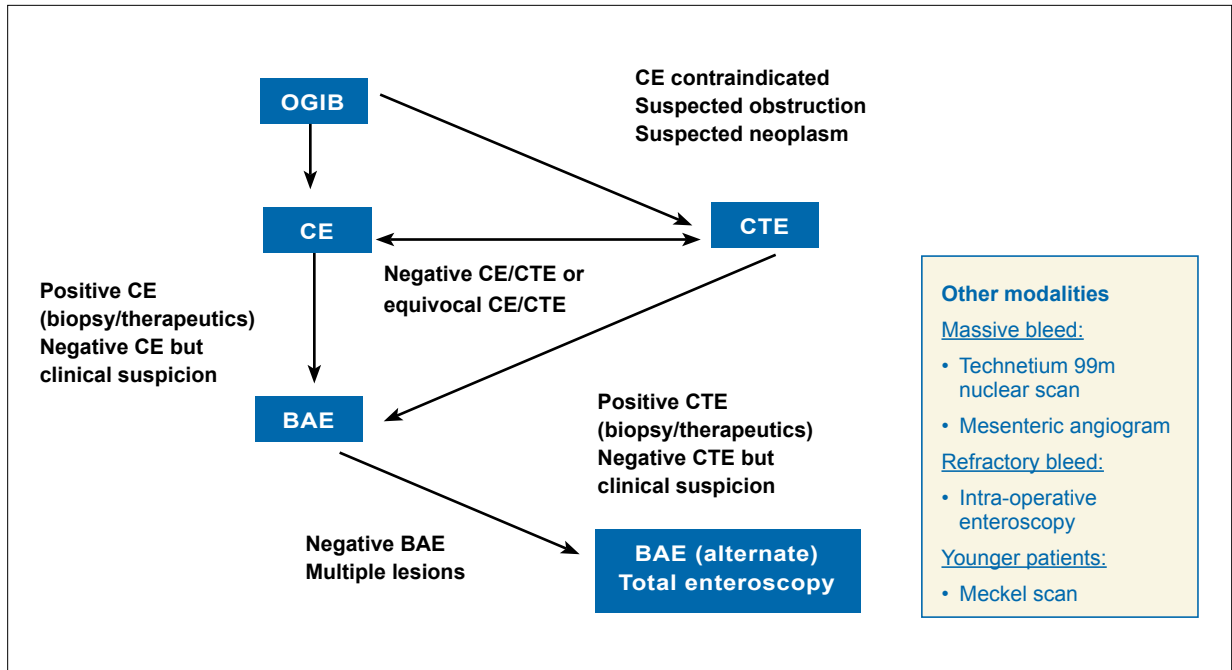 OGIB
CE contraindicated
Suspected obstruction
Suspected neoplasm
CE
CTE
Negative CE/CTE or
equivocal CE/CTE
Positive CE
(biopsy/therapeutics)
Negative CE but
clinical suspicion
BAE
Positive CTE
(biopsy/therapeutics)
Negative CTE but
clinical suspicion
Negative BAE
Multiple lesions
BAE (alternate)
Total enteroscopy
Other modalities
Massive bleed:
• Technetium 99m
nuclear scan
• Mesenteric angiogram
Refractory bleed:
• Intra-operative
enteroscopy
Younger patients:
• Meckel scan